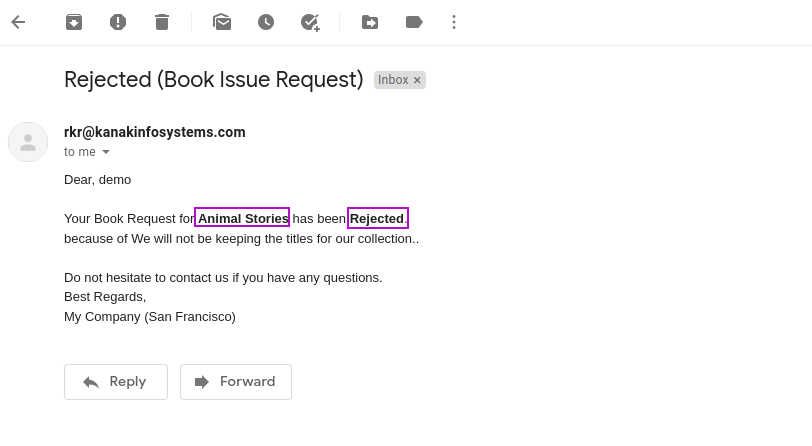 Rejected (Book Issue Request) Inbox ×
rkr@kanakinfosystems.com
to me
Dear, demo
Your Book Request for Animal Stories has been Rejected.
because of We will not be keeping the titles for our collection..
Do not hesitate to contact us if you have any questions.
Best Regards,
My Company (San Francisco)
Reply Forward